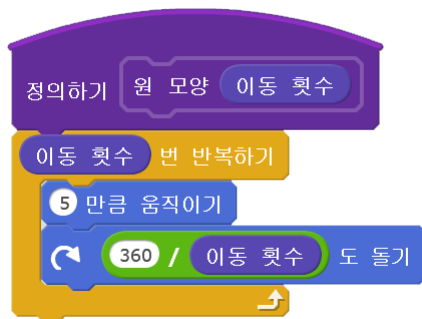 정의하기 원 모양 이동 횟수
이동 횟수 번 반복하기
5 만큼 움직이기
360 / 이동 횟수 도 돌기